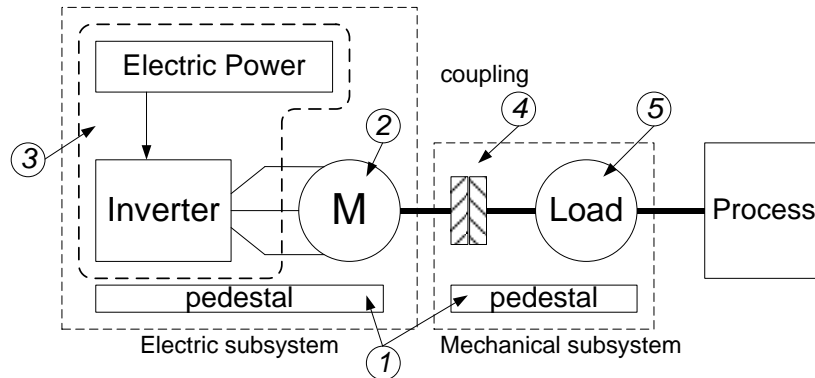 Electric Power
coupling
2
4
5
3
Inverter
M
Load
Process
pedestal
pedestal
Electric subsystem
1
Mechanical subsystem